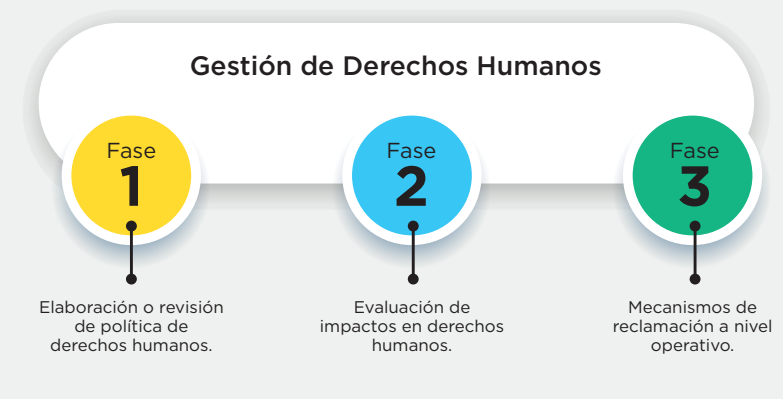 Gestión de Derechos Humanos
Fase
1
Elaboración o revisión
de política de
derechos humanos.
Fase
2
Evaluación de
impactos en derechos
humanos.
Fase
3
Mecanismos de
reclamación a nivel
operativo.